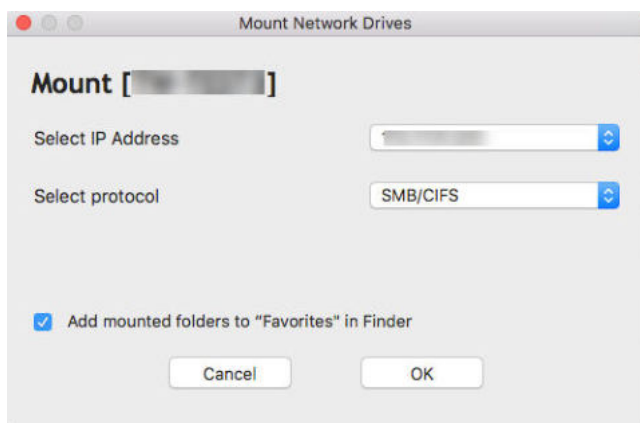 Mount Network Drives
Mount [ ]
Select IP Address
Select protocol SMB/CIFS
Add mounted folders to “Favorites” in Finder
Cancel OK